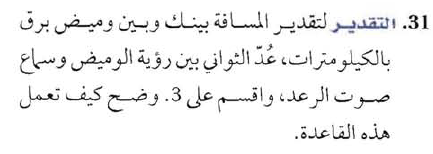 31. التقدير لتقدير المسافة بينك وبين وميض برق
بالكيلومترات، عُدّ الثواني بين رؤية الوميض وسماع
صوت الرعد، واقسم على 3. وضح كيف تعمل
هذه القاعدة.